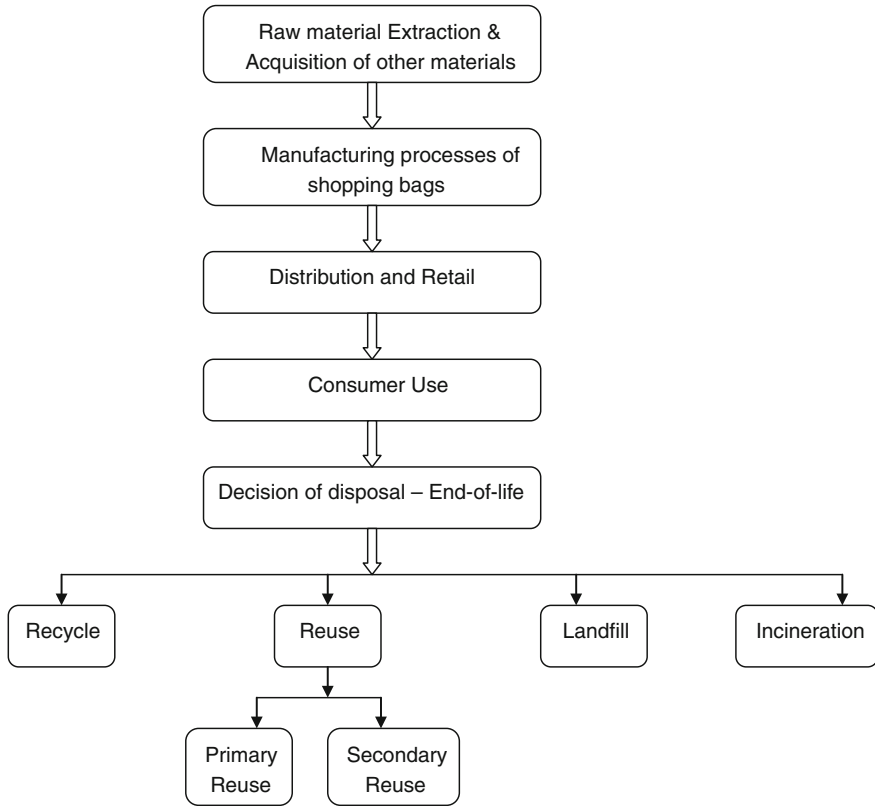 Raw material Extraction &
Acquisition of other materials
Manufacturing processes of
shopping bags
Distribution and Retail
Consumer Use
Decision of disposal – End-of-life
Recycle
Reuse
Landfill
Incineration
Primary
Reuse
Secondary
Reuse